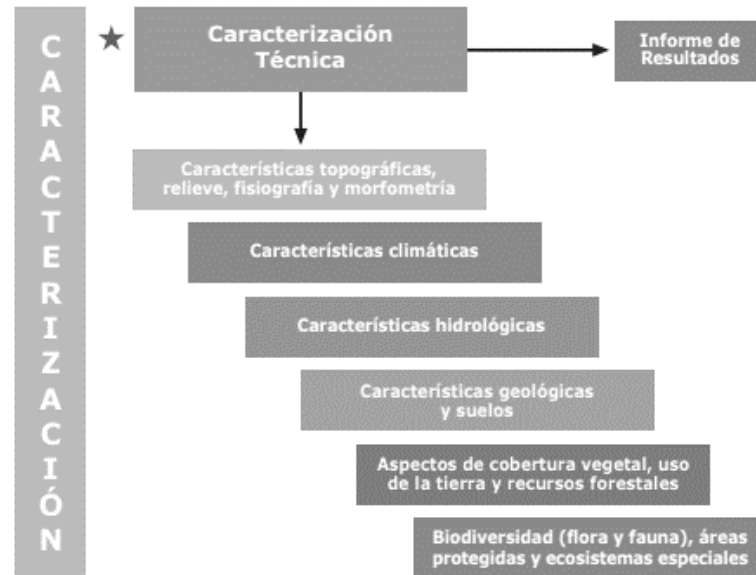 CARACTERIZACIÓN
Caracterización
Técnica
Informe de
Resultados
Características topográficas,
relieve, fisiografía y morfometría
Características climáticas
Características hidrológicas
Características geológicas
y suelos
Aspectos de cobertura vegetal, uso
de la tierra y recursos forestales
Biodiversidad (flora y fauna), áreas
protegidas y ecosistemas especiales